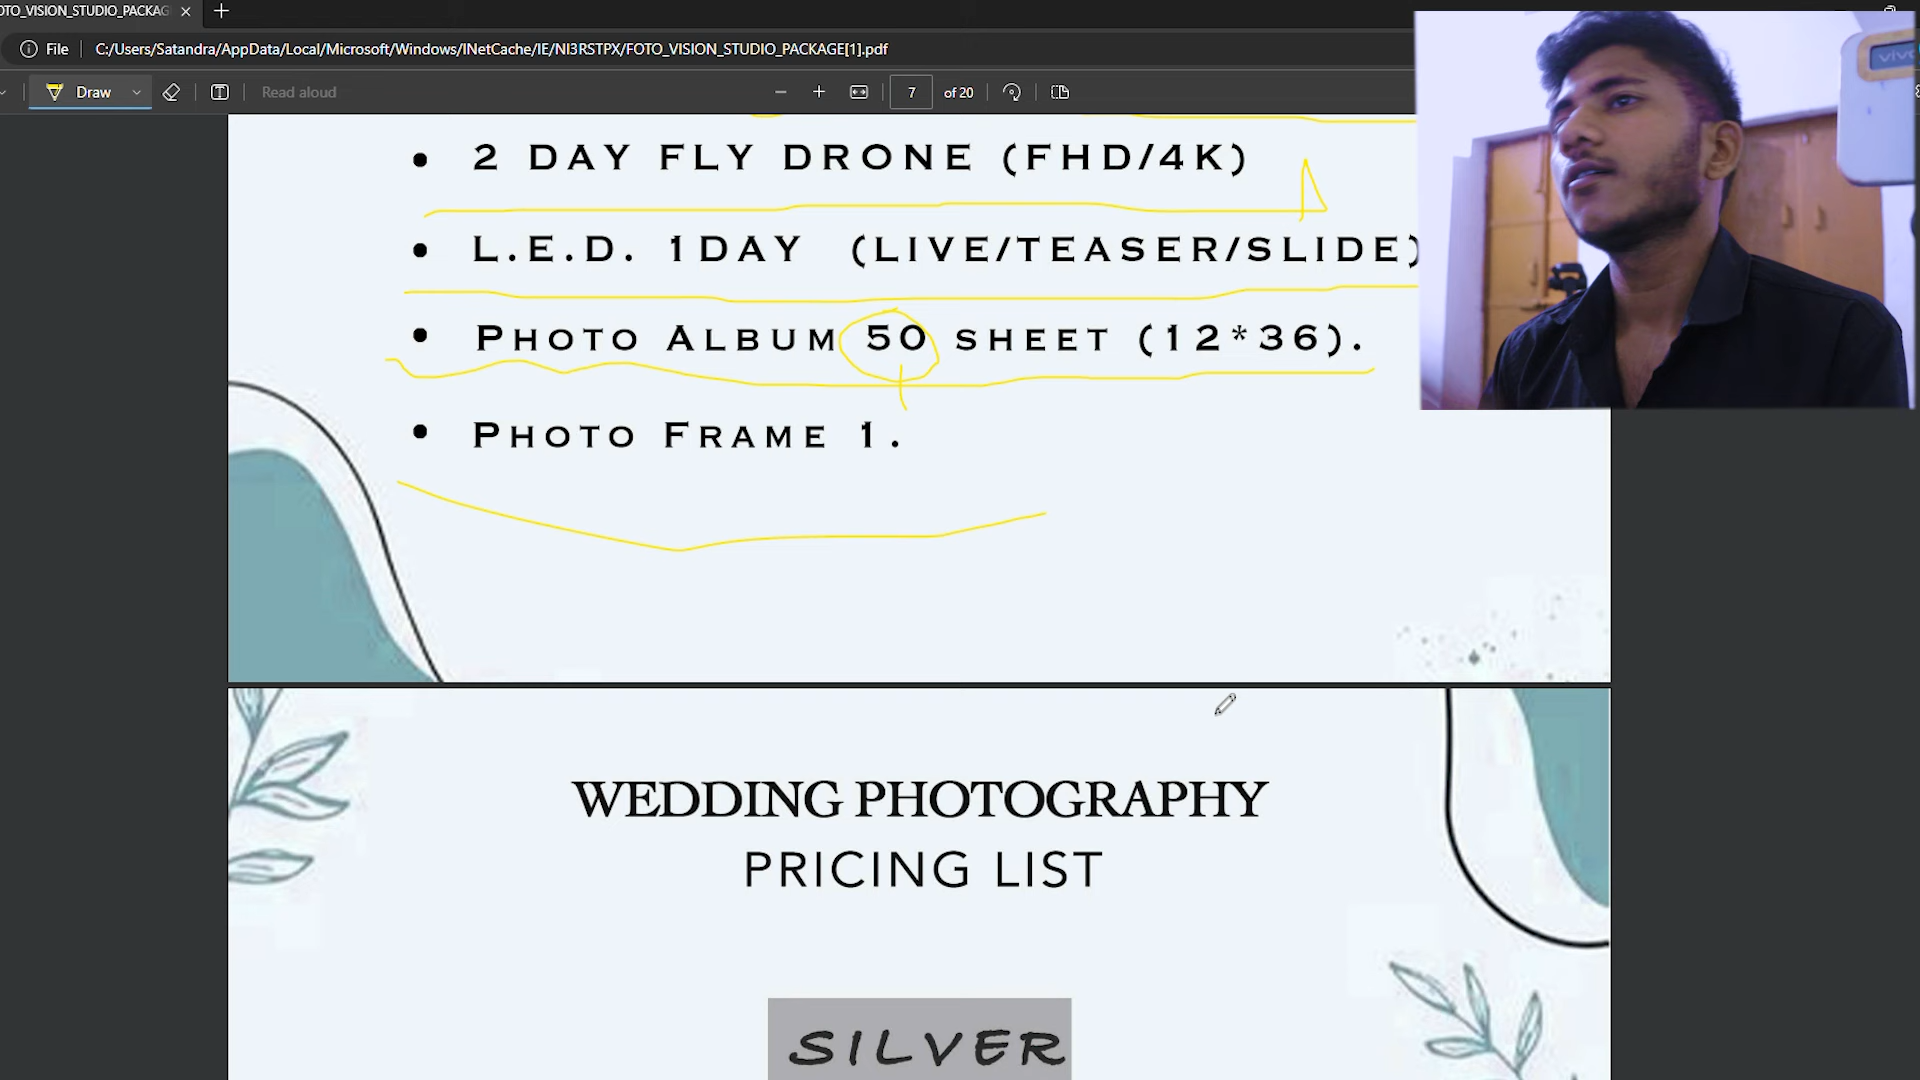 OTO_VISION_STUDIO_PACKAG
File C:/Users/Satandra/AppData/Local/Microsoft/Windows/INetCache/IE/NI3RSTPX/FOTO_VISION_STUDIO_PACKAGE[1].pdf
Draw Read aloud 7 of 20
vivo
• 2 DAY FLY DRONE (FHD/4K)
• L.E.D. 1DAY (LIVE/TEASER/SLIDE)
• PHOTO ALBUM 50 SHEET (12*36).
• PHOTO FRAME 1.
WEDDING PHOTOGRAPHY
PRICING LIST
SILVER